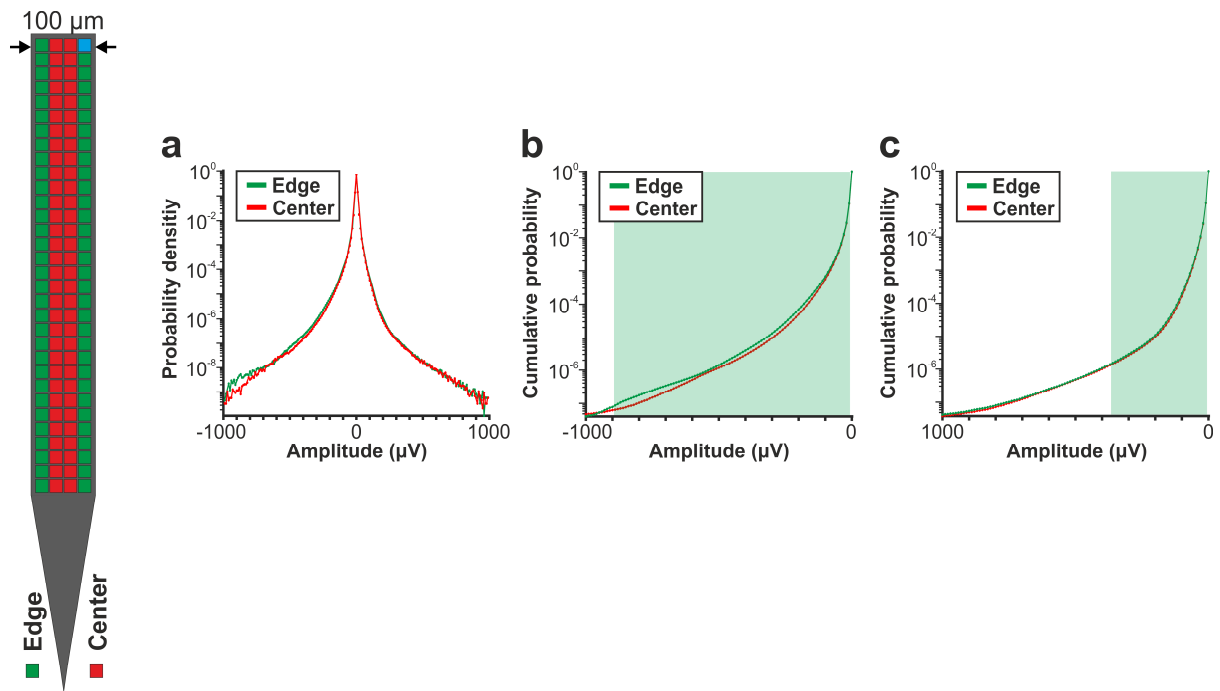 100 µm
Edge
Center
a
Probability densitiy
10^0
10^-2
10^-4
10^-6
10^-8
Edge
Center
-1000
0
1000
Amplitude (µV)
b
Cumulative probability
10^0
10^-2
10^-4
10^-6
Edge
Center
-1000
0
Amplitude (µV)
c
Cumulative probability
10^0
10^-2
10^-4
10^-6
Edge
Center
1000
0
Amplitude (µV)